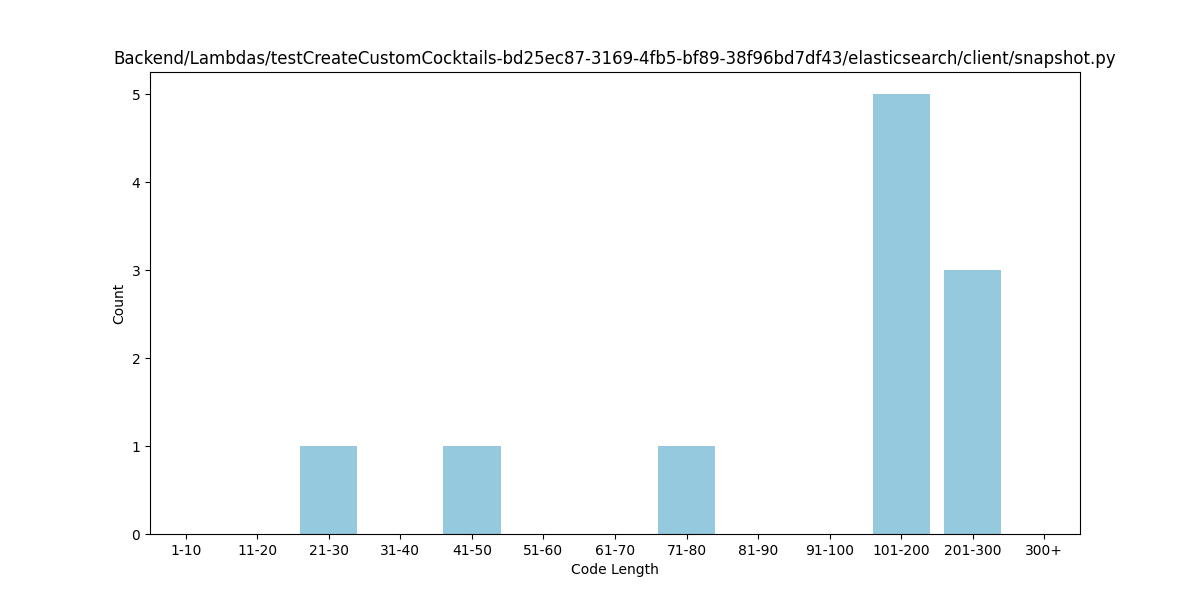 Backend/Lambdas/testCreateCustomCocktails-bd25ec87-3169-4fb5-bf89-38f96bd7df43/elasticsearch/client/snapshot.py
5
4
3
2
1
0
Count
1-10 11-20 21-30 31-40 41-50 51-60 61-70 71-80 81-90 91-100 101-200 201-300 300+
Code Length